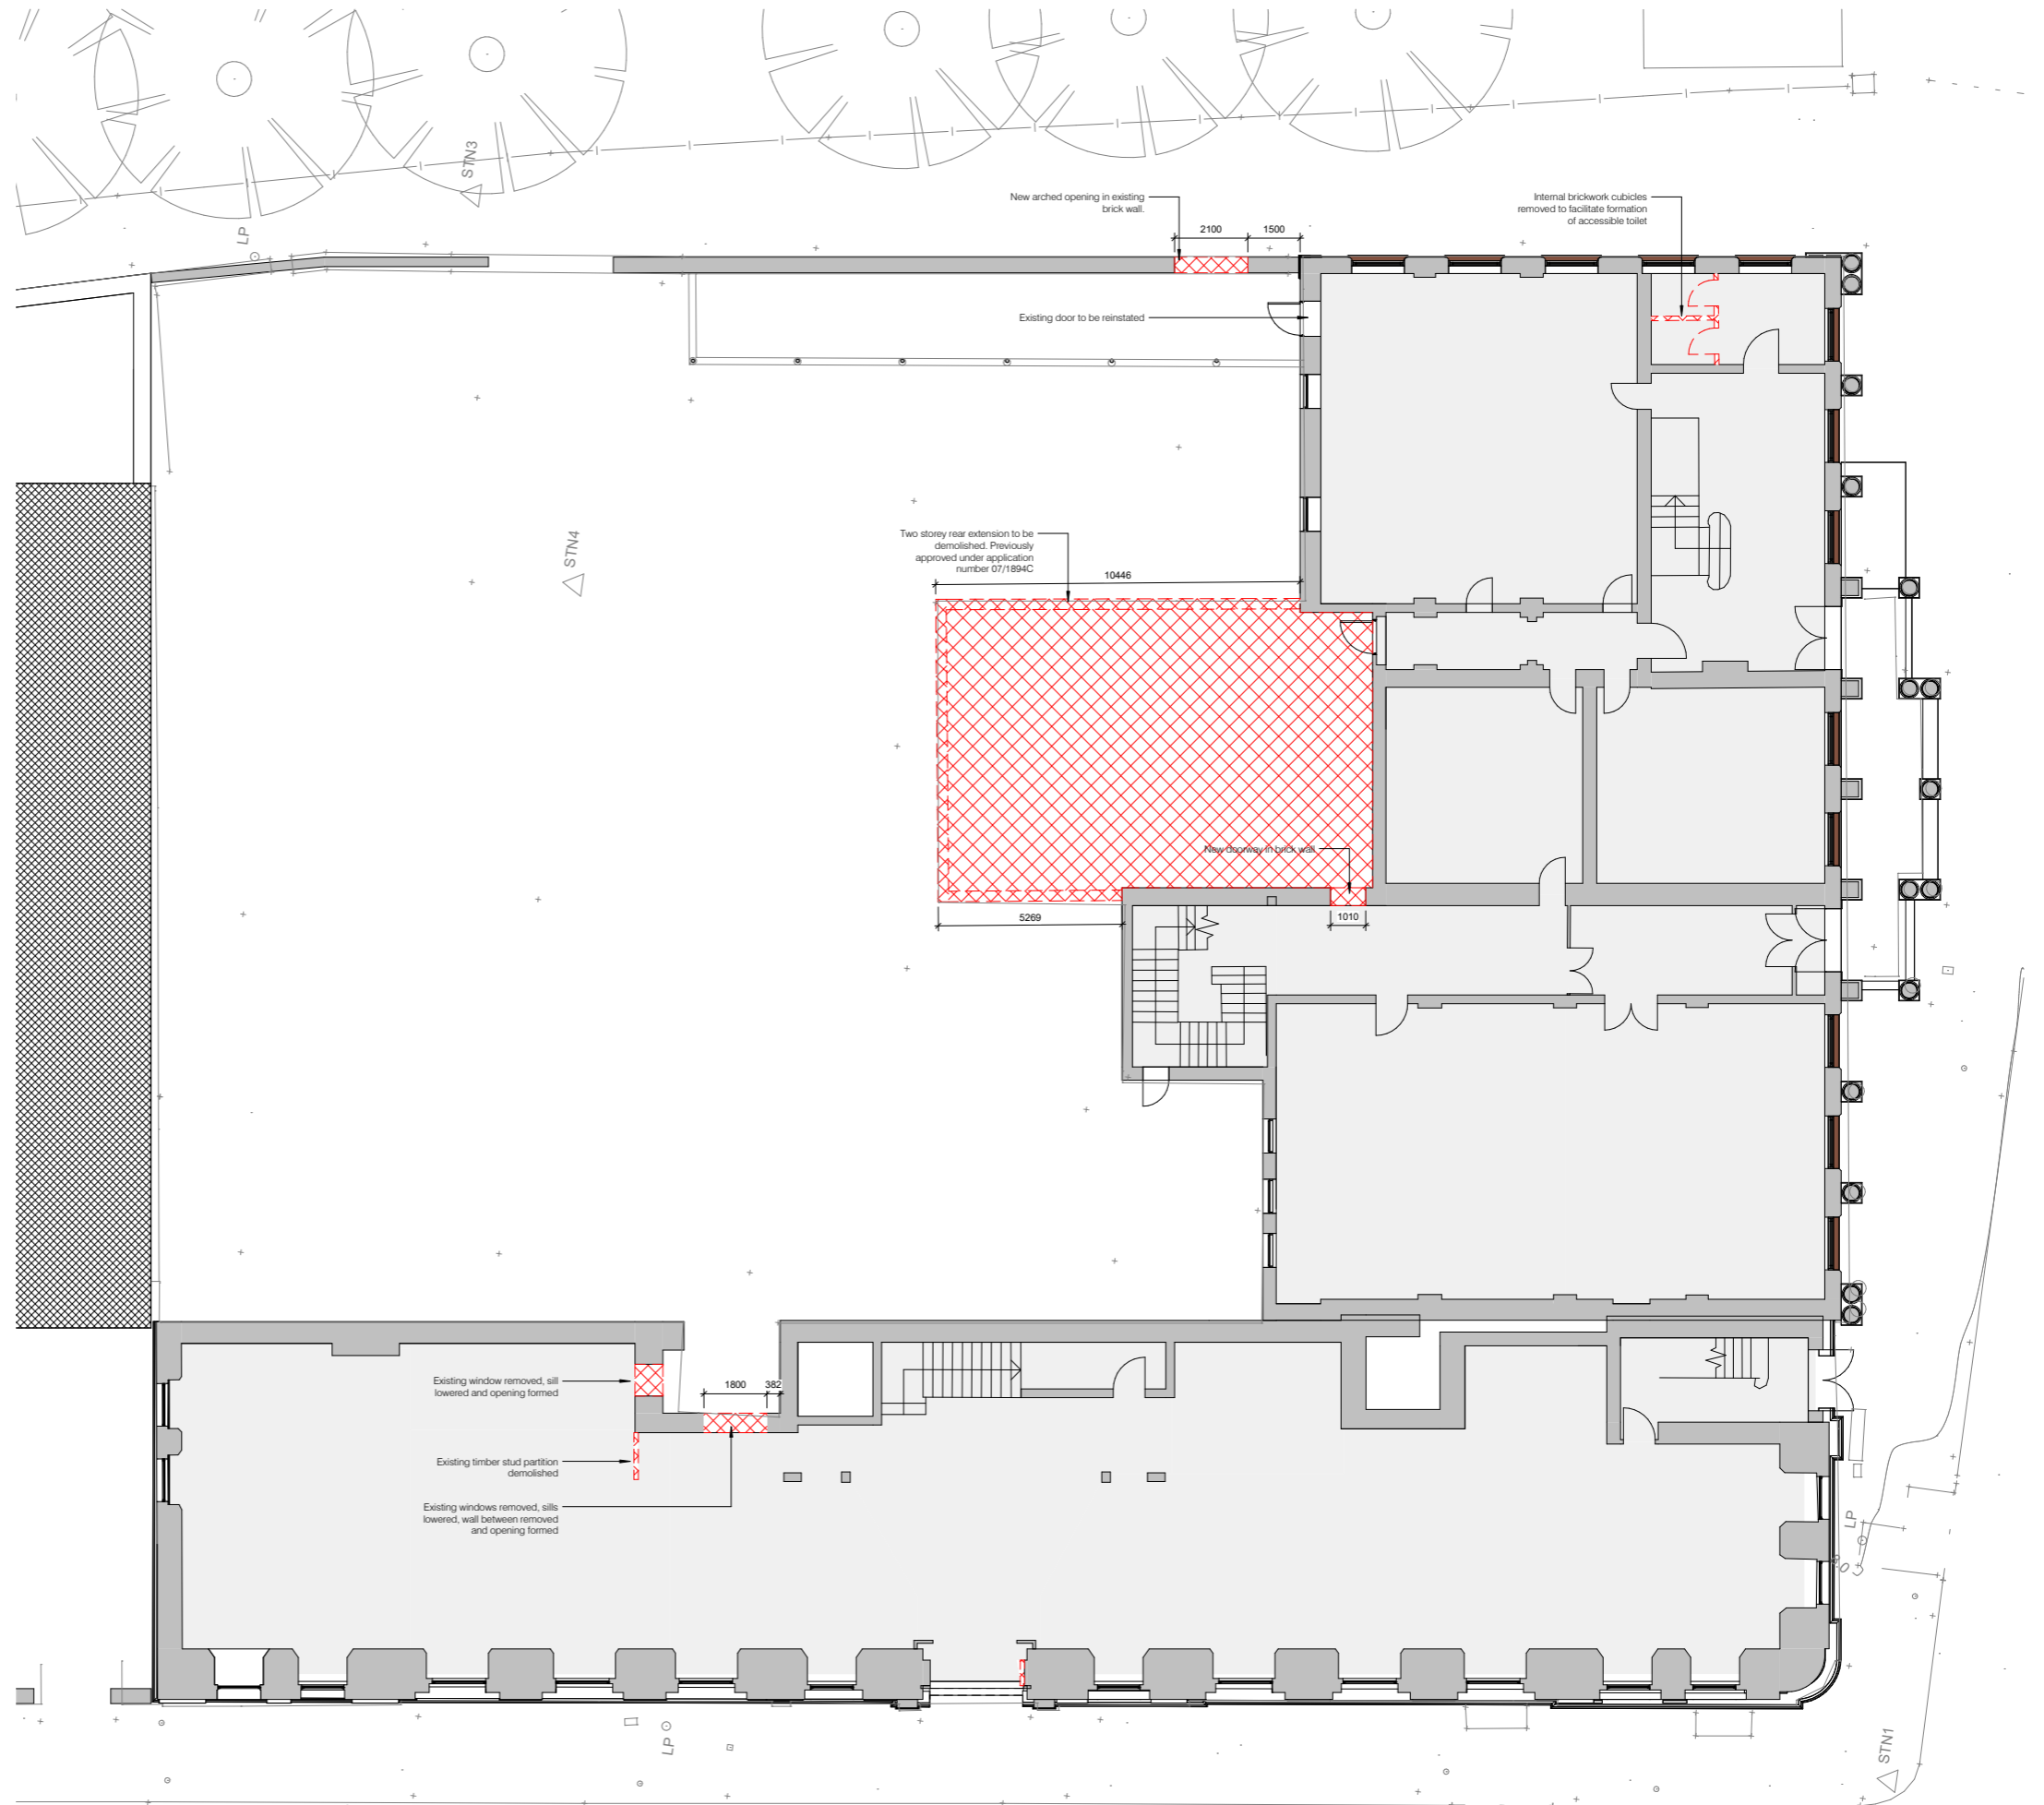 STN3
LP
New arched opening in existing
brick wall.
Internal brickwork cubicles
removed to facilitate formation
of accessible toilet
2100
1500
Existing door to be reinstated
STN4
Two storey rear extension to be
demolished. Previously
approved under application
number 07/1894C
10446
New doorway in brick wall
5269
1010
Existing window removed, sill
lowered and opening formed
1800
382
Existing timber stud partition
demolished
Existing windows removed, sills
lowered, wall between removed
and opening formed
LP
LP
STN1